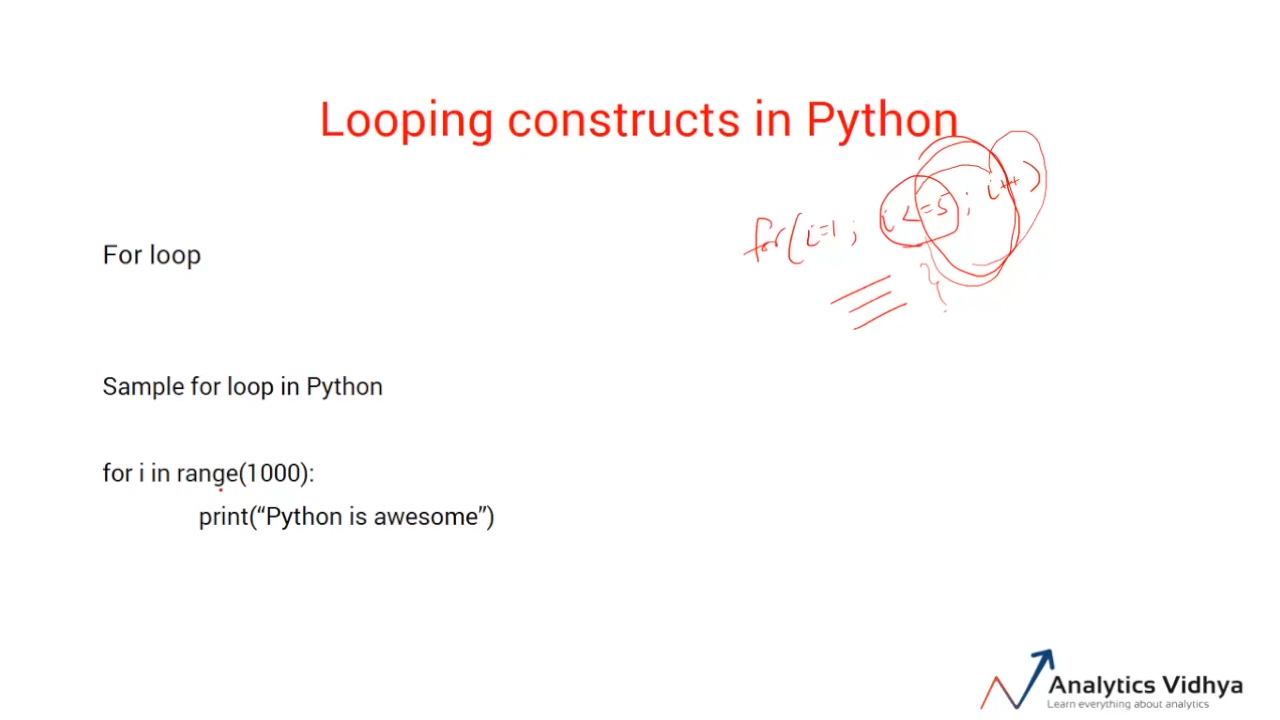 Looping constructs in Python
for(i=1; i<=5; i++)
}
For loop
Sample for loop in Python
for i in range(1000):
print(“Python is awesome”)
Analytics Vidhya
Learn everything about analytics